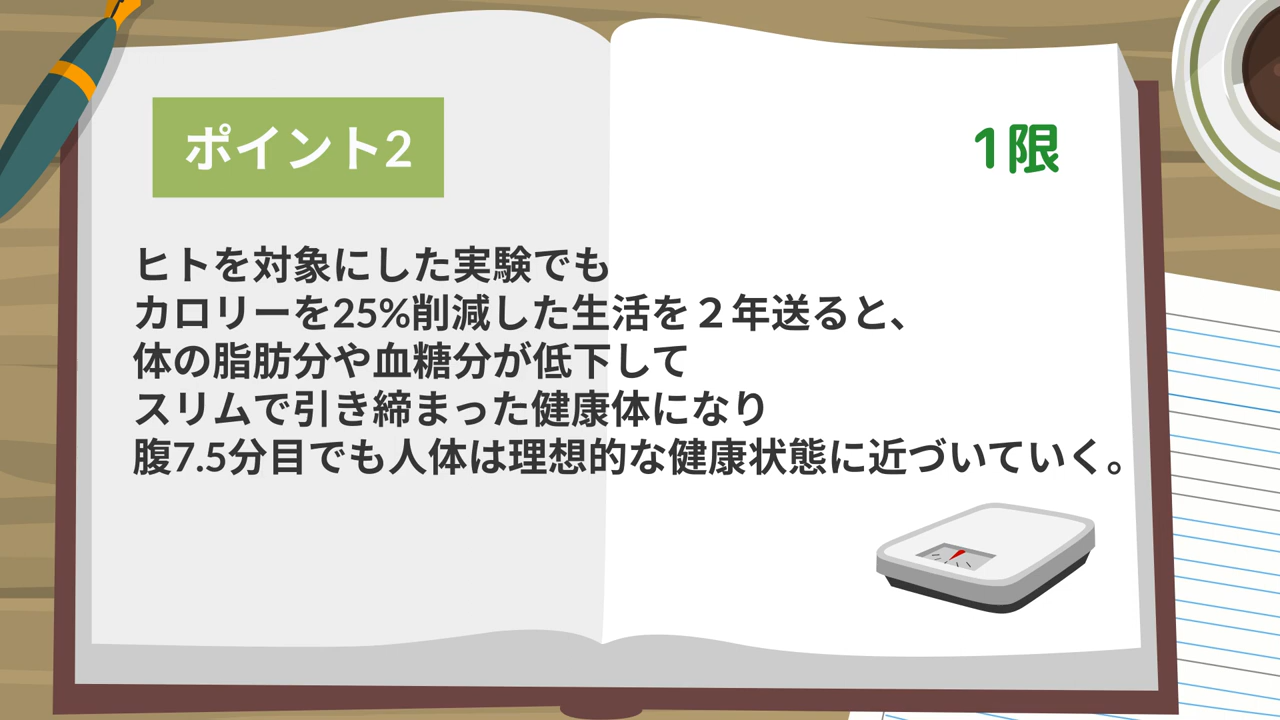 ポイント2
1限
ヒトを対象にした実験でも
カロリーを25%削減した生活を２年送ると、
体の脂肪分や血糖分が低下して
スリムで引き締まった健康体になり
腹7.5分目でも人体は理想的な健康状態に近づいていく。